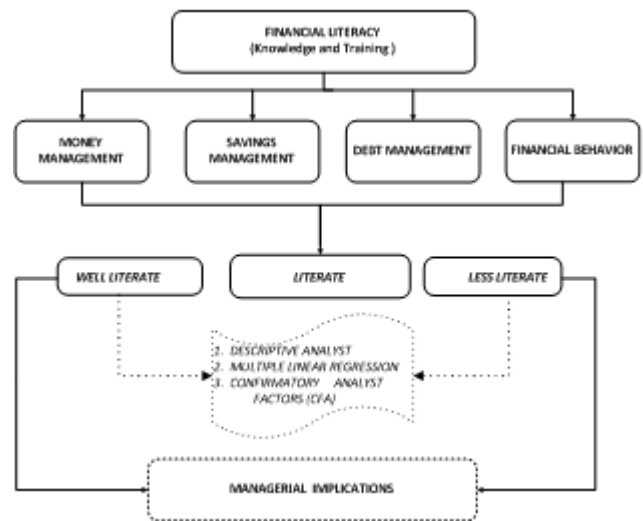 FINANCIAL LITERACY
(Knowledge and Training )
MONEY
MANAGEMENT
SAVINGS
MANAGEMENT
DEBT MANAGEMENT
FINANCIAL BEHAVIOR
WELL LITERATE
LITERATE
LESS LITERATE
1. DESCRIPTIVE ANALYST
2. MULTIPLE LINEAR REGRESSION
3. CONFIRMATORY ANALYST
FACTORS (CFA)
MANAGERIAL IMPLICATIONS